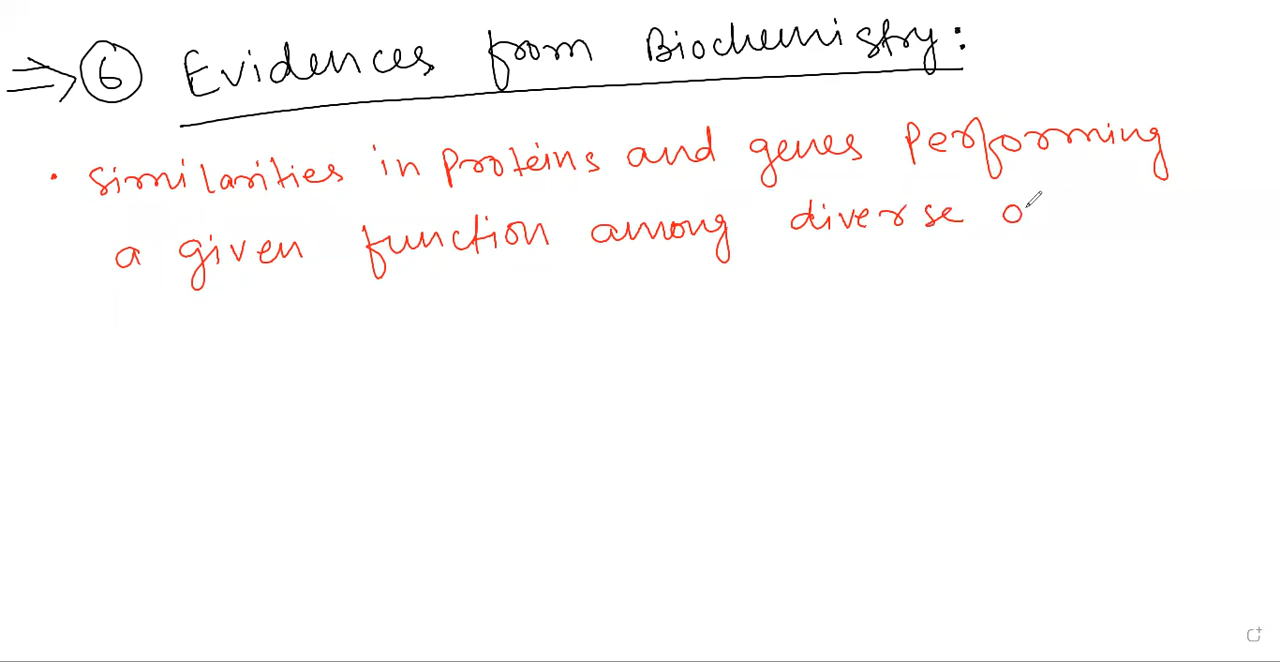 ⇒ ⑥ Evidences from Biochemistry:
• Similarities in Proteins and genes Performing
a given function among diverse o